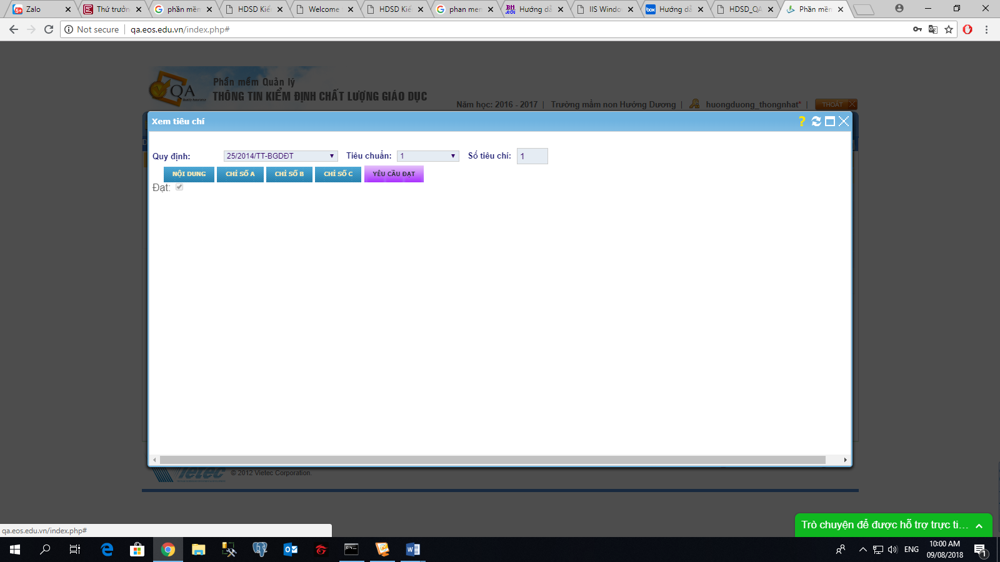 Zalo
Thứ trưởn
phần mền
HDSD Kiể
Welcome
HDSD Kiể
phan mem
Hướng dẫ
IIS Windo
Hướng dẫ
HDSD_QA
Phần mền
Not secure
qa.eos.edu.vn/index.php#
QA
Quality Assurance
Phần mềm Quản lý
THÔNG TIN KIỂM ĐỊNH CHẤT LƯỢNG GIÁO DỤC
Năm học: 2016 - 2017 | Trường mầm non Hướng Dương | huongduong_thongnhat* | THOÁT
Xem tiêu chí
Quy định: 25/2014/TT-BGDĐT Tiêu chuẩn: 1 Số tiêu chí: 1
NỘI DUNG CHỈ SỐ A CHỈ SỐ B CHỈ SỐ C YÊU CẦU ĐẠT
Đạt:
Vietec © 2012 Vietec Corporation.
Trò chuyện để được hỗ trợ trực ti...
qa.eos.edu.vn/index.php#
ENG
10:00 AM
09/08/2018
1